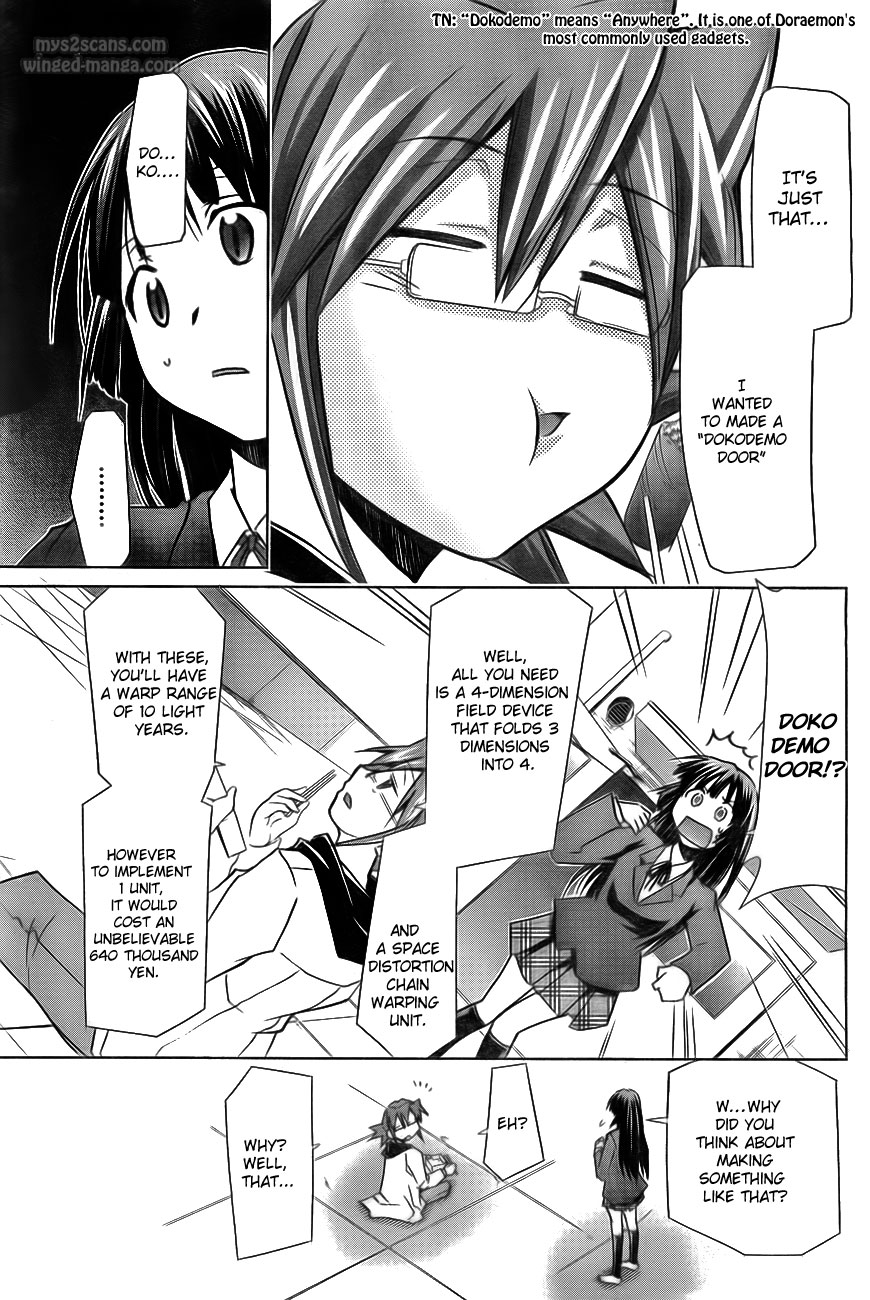 mys2scans.com
winged-manga.com
TN: "Dokodemo" means "Anywhere". It is one of Doraemon's
most commonly used gadgets.
IT'S
JUST
THAT...
I
WANTED
TO MADE A
"DOKODEMO
DOOR"
DO...
KO....
.........
DOKO
DEMO
DOOR!?
WELL,
ALL YOU NEED
IS A 4-DIMENSION
FIELD DEVICE
THAT FOLDS 3
DIMENSIONS
INTO 4.
AND
A SPACE
DISTORTION
CHAIN
WARPING
UNIT.
WITH THESE,
YOU'LL HAVE
A WARP RANGE
OF 10 LIGHT
YEARS.
HOWEVER
TO IMPLEMENT
1 UNIT,
IT WOULD
COST AN
UNBELIEVABLE
640 THOUSAND
YEN.
W...WHY
DID YOU
THINK ABOUT
MAKING
SOMETHING
LIKE THAT?
EH?
WHY?
WELL,
THAT...